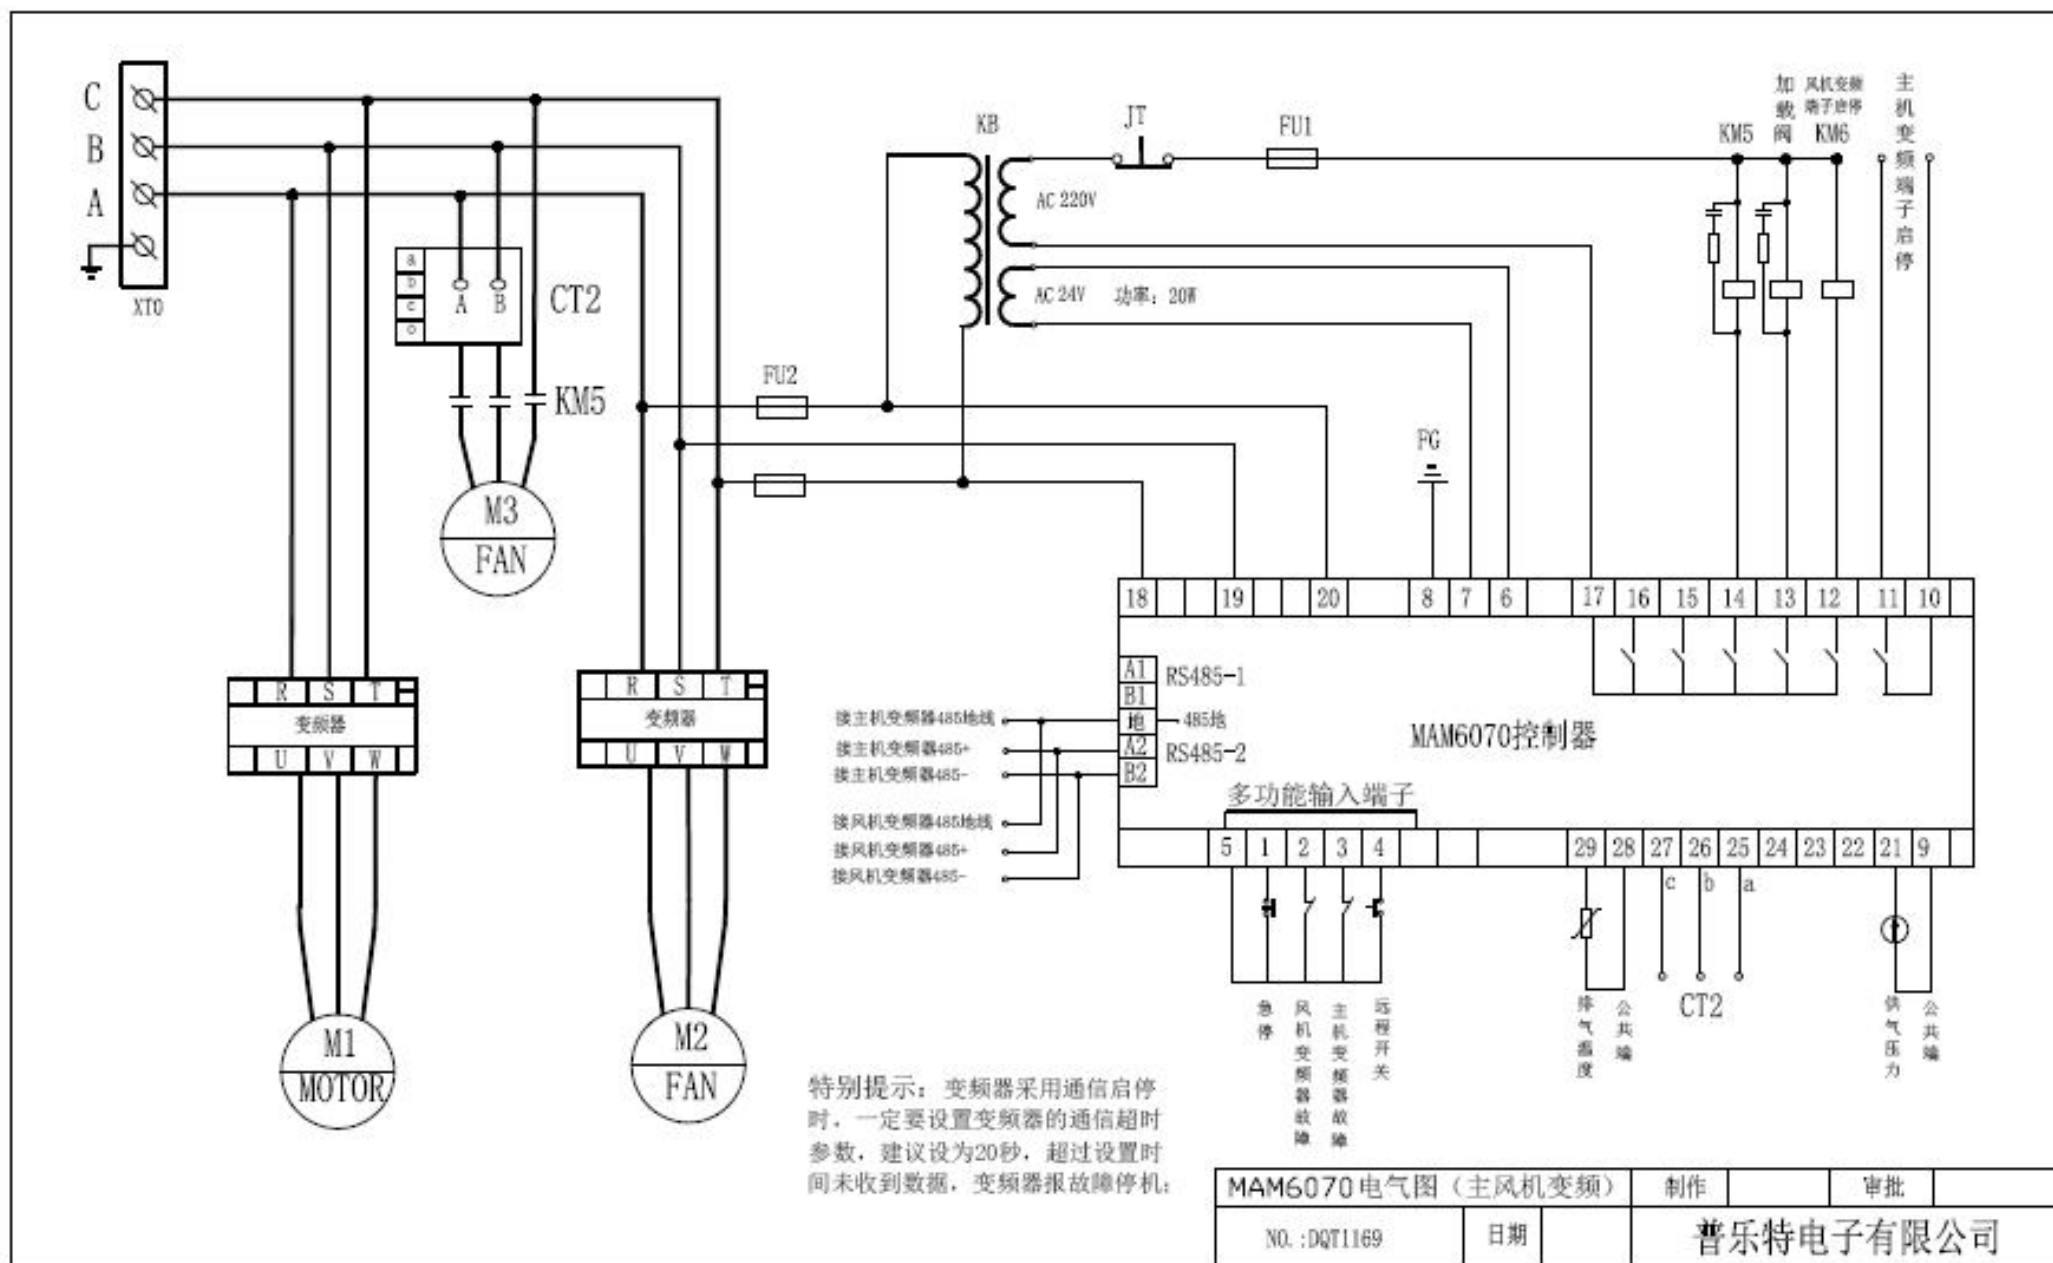 C
B
A
XTO
a
b
c
o
A B
CT2
KM5
M3
FAN
R S T
变频器
U V W
M1
MOTOR
R S T
变频器
U V W
M2
FAN
FU2
KB
JT
FU1
AC 220V
AC 24V 功率：20W
KM5
加载阀
风机变频
端子启停
KM6
主机变频端子启停
FG
18 19 20 8 7 6 17 16 15 14 13 12 11 10
A1
B1
RS485-1
地
485地
A2
B2
RS485-2
MAM6070控制器
接主机变频器485地线
接主机变频器485+
接主机变频器485-
接风机变频器485地线
接风机变频器485+
接风机变频器485-
多功能输入端子
5 1 2 3 4 29 28 27 26 25 24 23 22 21 9
c b a
急停
风机变频器故障
主机变频器故障
远程开关
排气温度
公共端
CT2
供气压力
公共端
特别提示：变频器采用通信启停
时，一定要设置变频器的通信超时
参数，建议设为20秒，超过设置时
间未收到数据，变频器报故障停机；
MAM6070电气图（主风机变频） 制作 审批
NO.:DQT1169 日期 普乐特电子有限公司